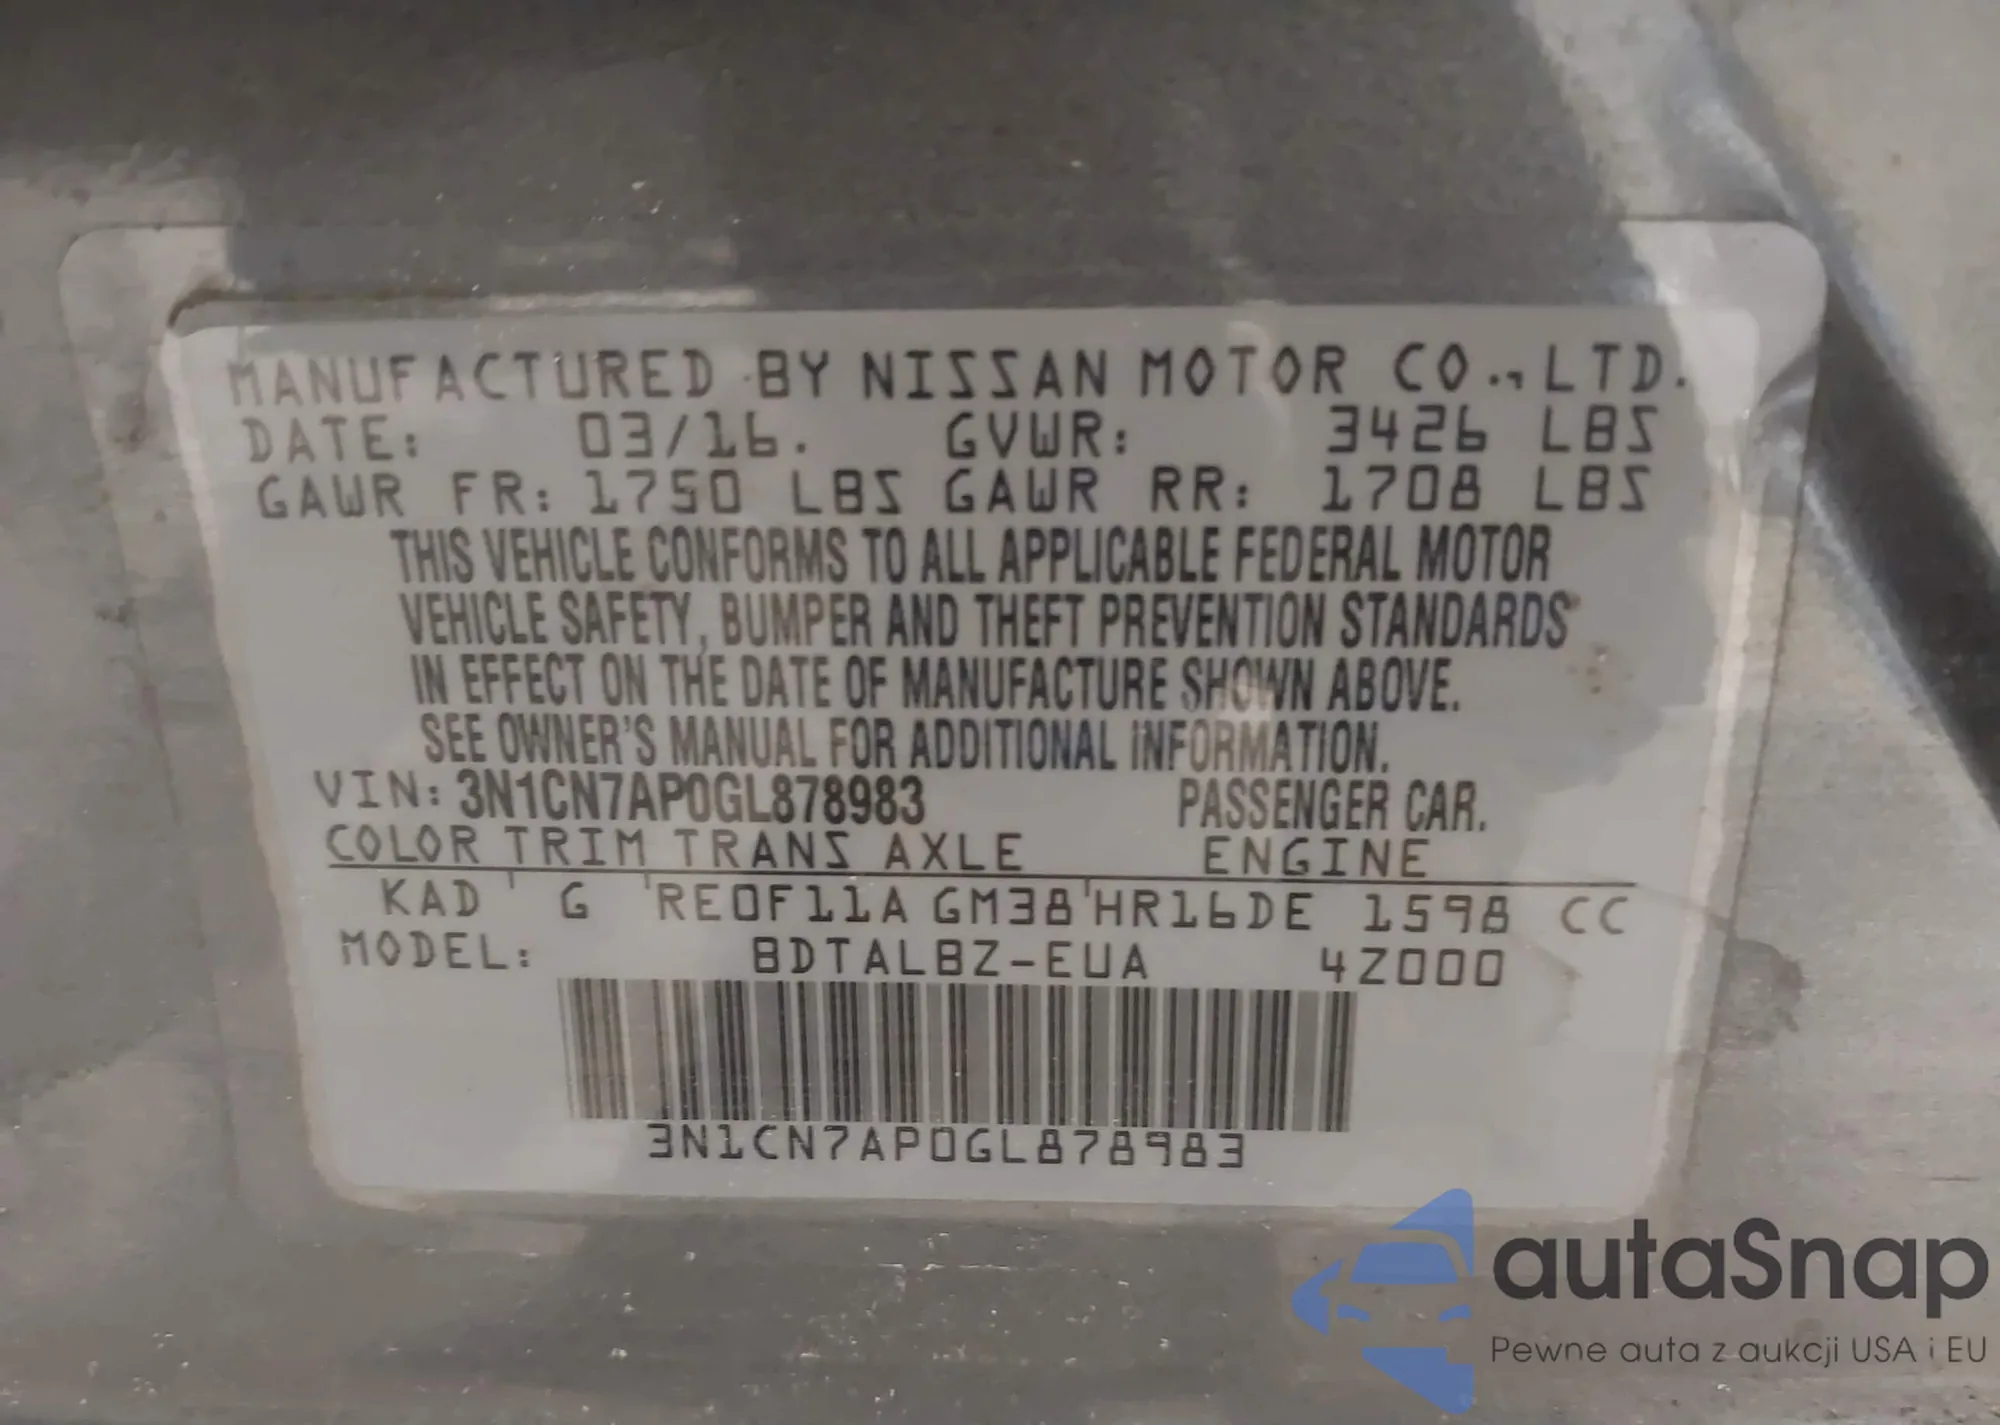 MANUFACTURED BY NISSAN MOTOR CO., LTD.
DATE: 03/16. GVWR: 3426 LBS
GAWR FR: 1750 LBS GAWR RR: 1708 LBS
THIS VEHICLE CONFORMS TO ALL APPLICABLE FEDERAL MOTOR
VEHICLE SAFETY, BUMPER AND THEFT PREVENTION STANDARDS
IN EFFECT ON THE DATE OF MANUFACTURE SHOWN ABOVE.
SEE OWNER'S MANUAL FOR ADDITIONAL INFORMATION.
VIN: 3N1CN7AP0GL878983 PASSENGER CAR.
COLOR TRIM TRANS AXLE ENGINE
KAD G RE0F11A GM38 HR16DE 1598 CC
MODEL: BDTALBZ-EUA 4Z000
3N1CN7AP0GL878983
autaSnap
Pewne auta z aukcji USA i EU